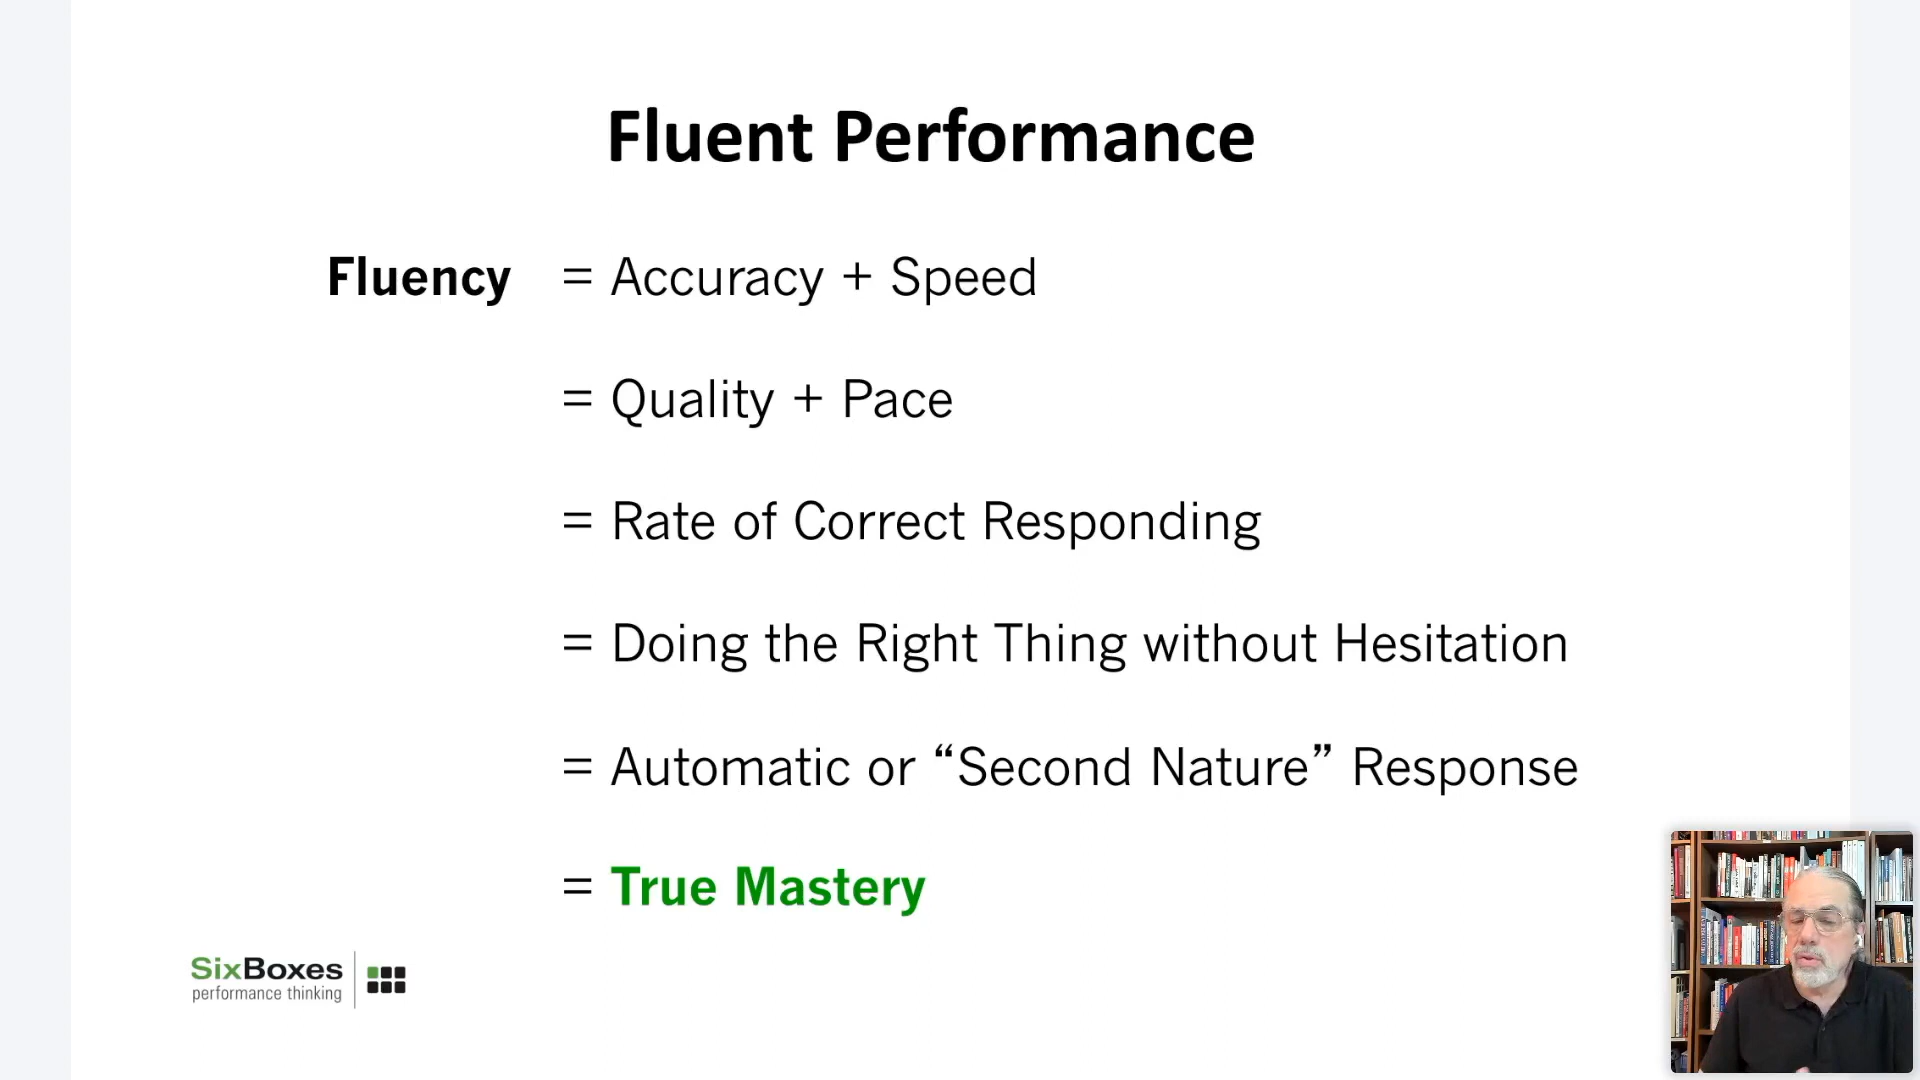 Fluent Performance
Fluency = Accuracy + Speed
= Quality + Pace
= Rate of Correct Responding
= Doing the Right Thing without Hesitation
= Automatic or “Second Nature” Response
= True Mastery
SixBoxes
performance thinking